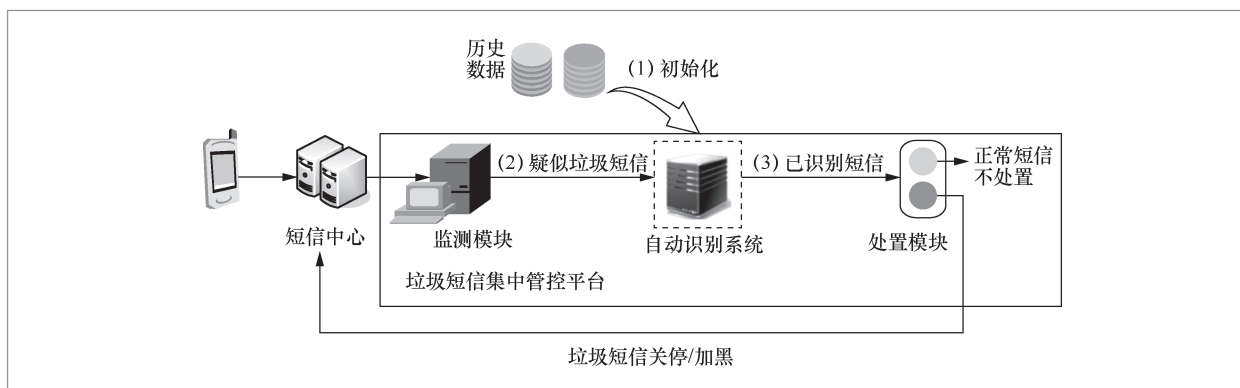 历史
数据
(1) 初始化
(2) 疑似垃圾短信
(3) 已识别短信
正常短信
不处置
短信中心
监测模块
自动识别系统
处置模块
垃圾短信集中管控平台
垃圾短信关停/加黑